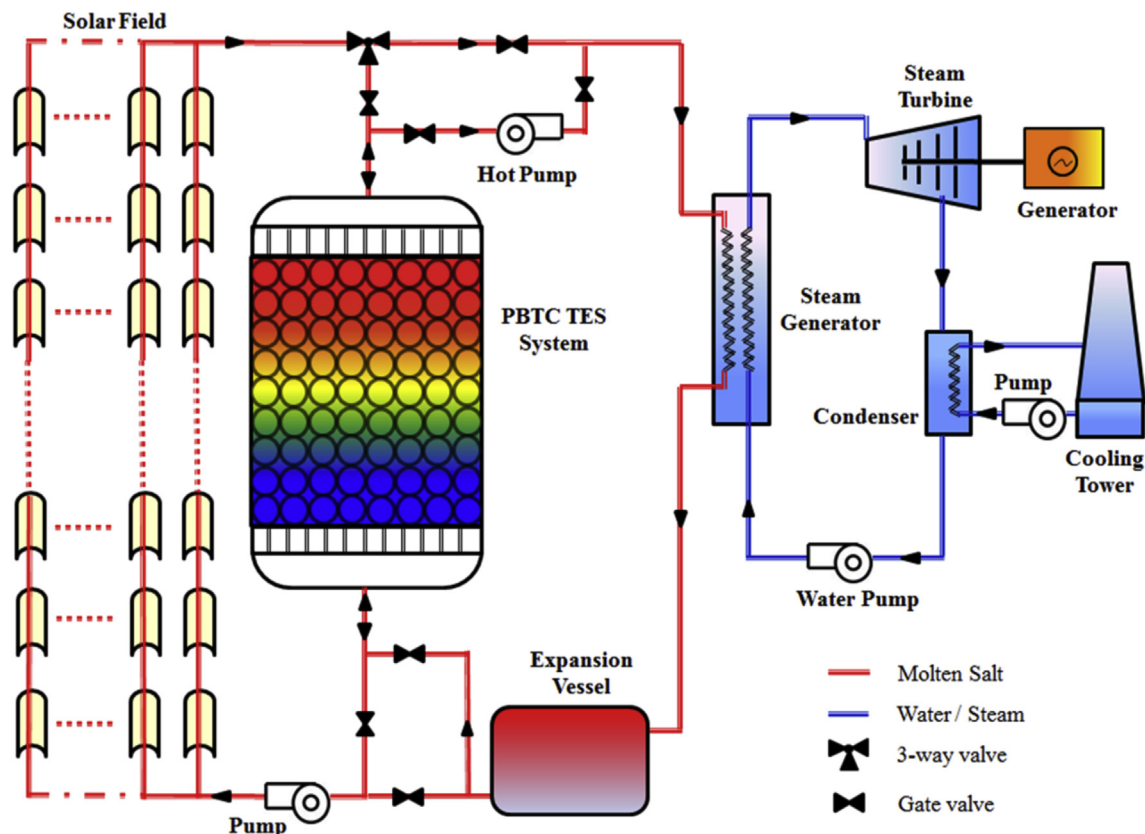 Solar Field
Hot Pump
PBTC TES
System
Steam
Turbine
Generator
Steam
Generator
Condenser
Pump
Cooling
Tower
Water Pump
Expansion
Vessel
Pump
Molten Salt
Water / Steam
3-way valve
Gate valve